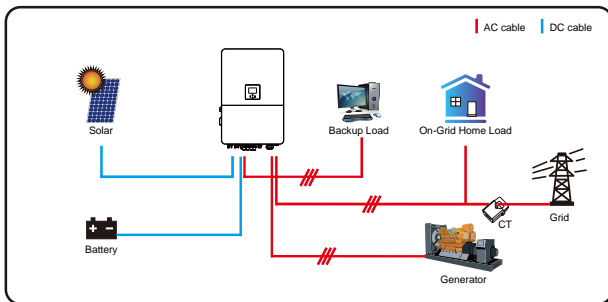 AC cable
DC cable
Solar
Backup Load
On-Grid Home Load
CT
Grid
Battery
Generator